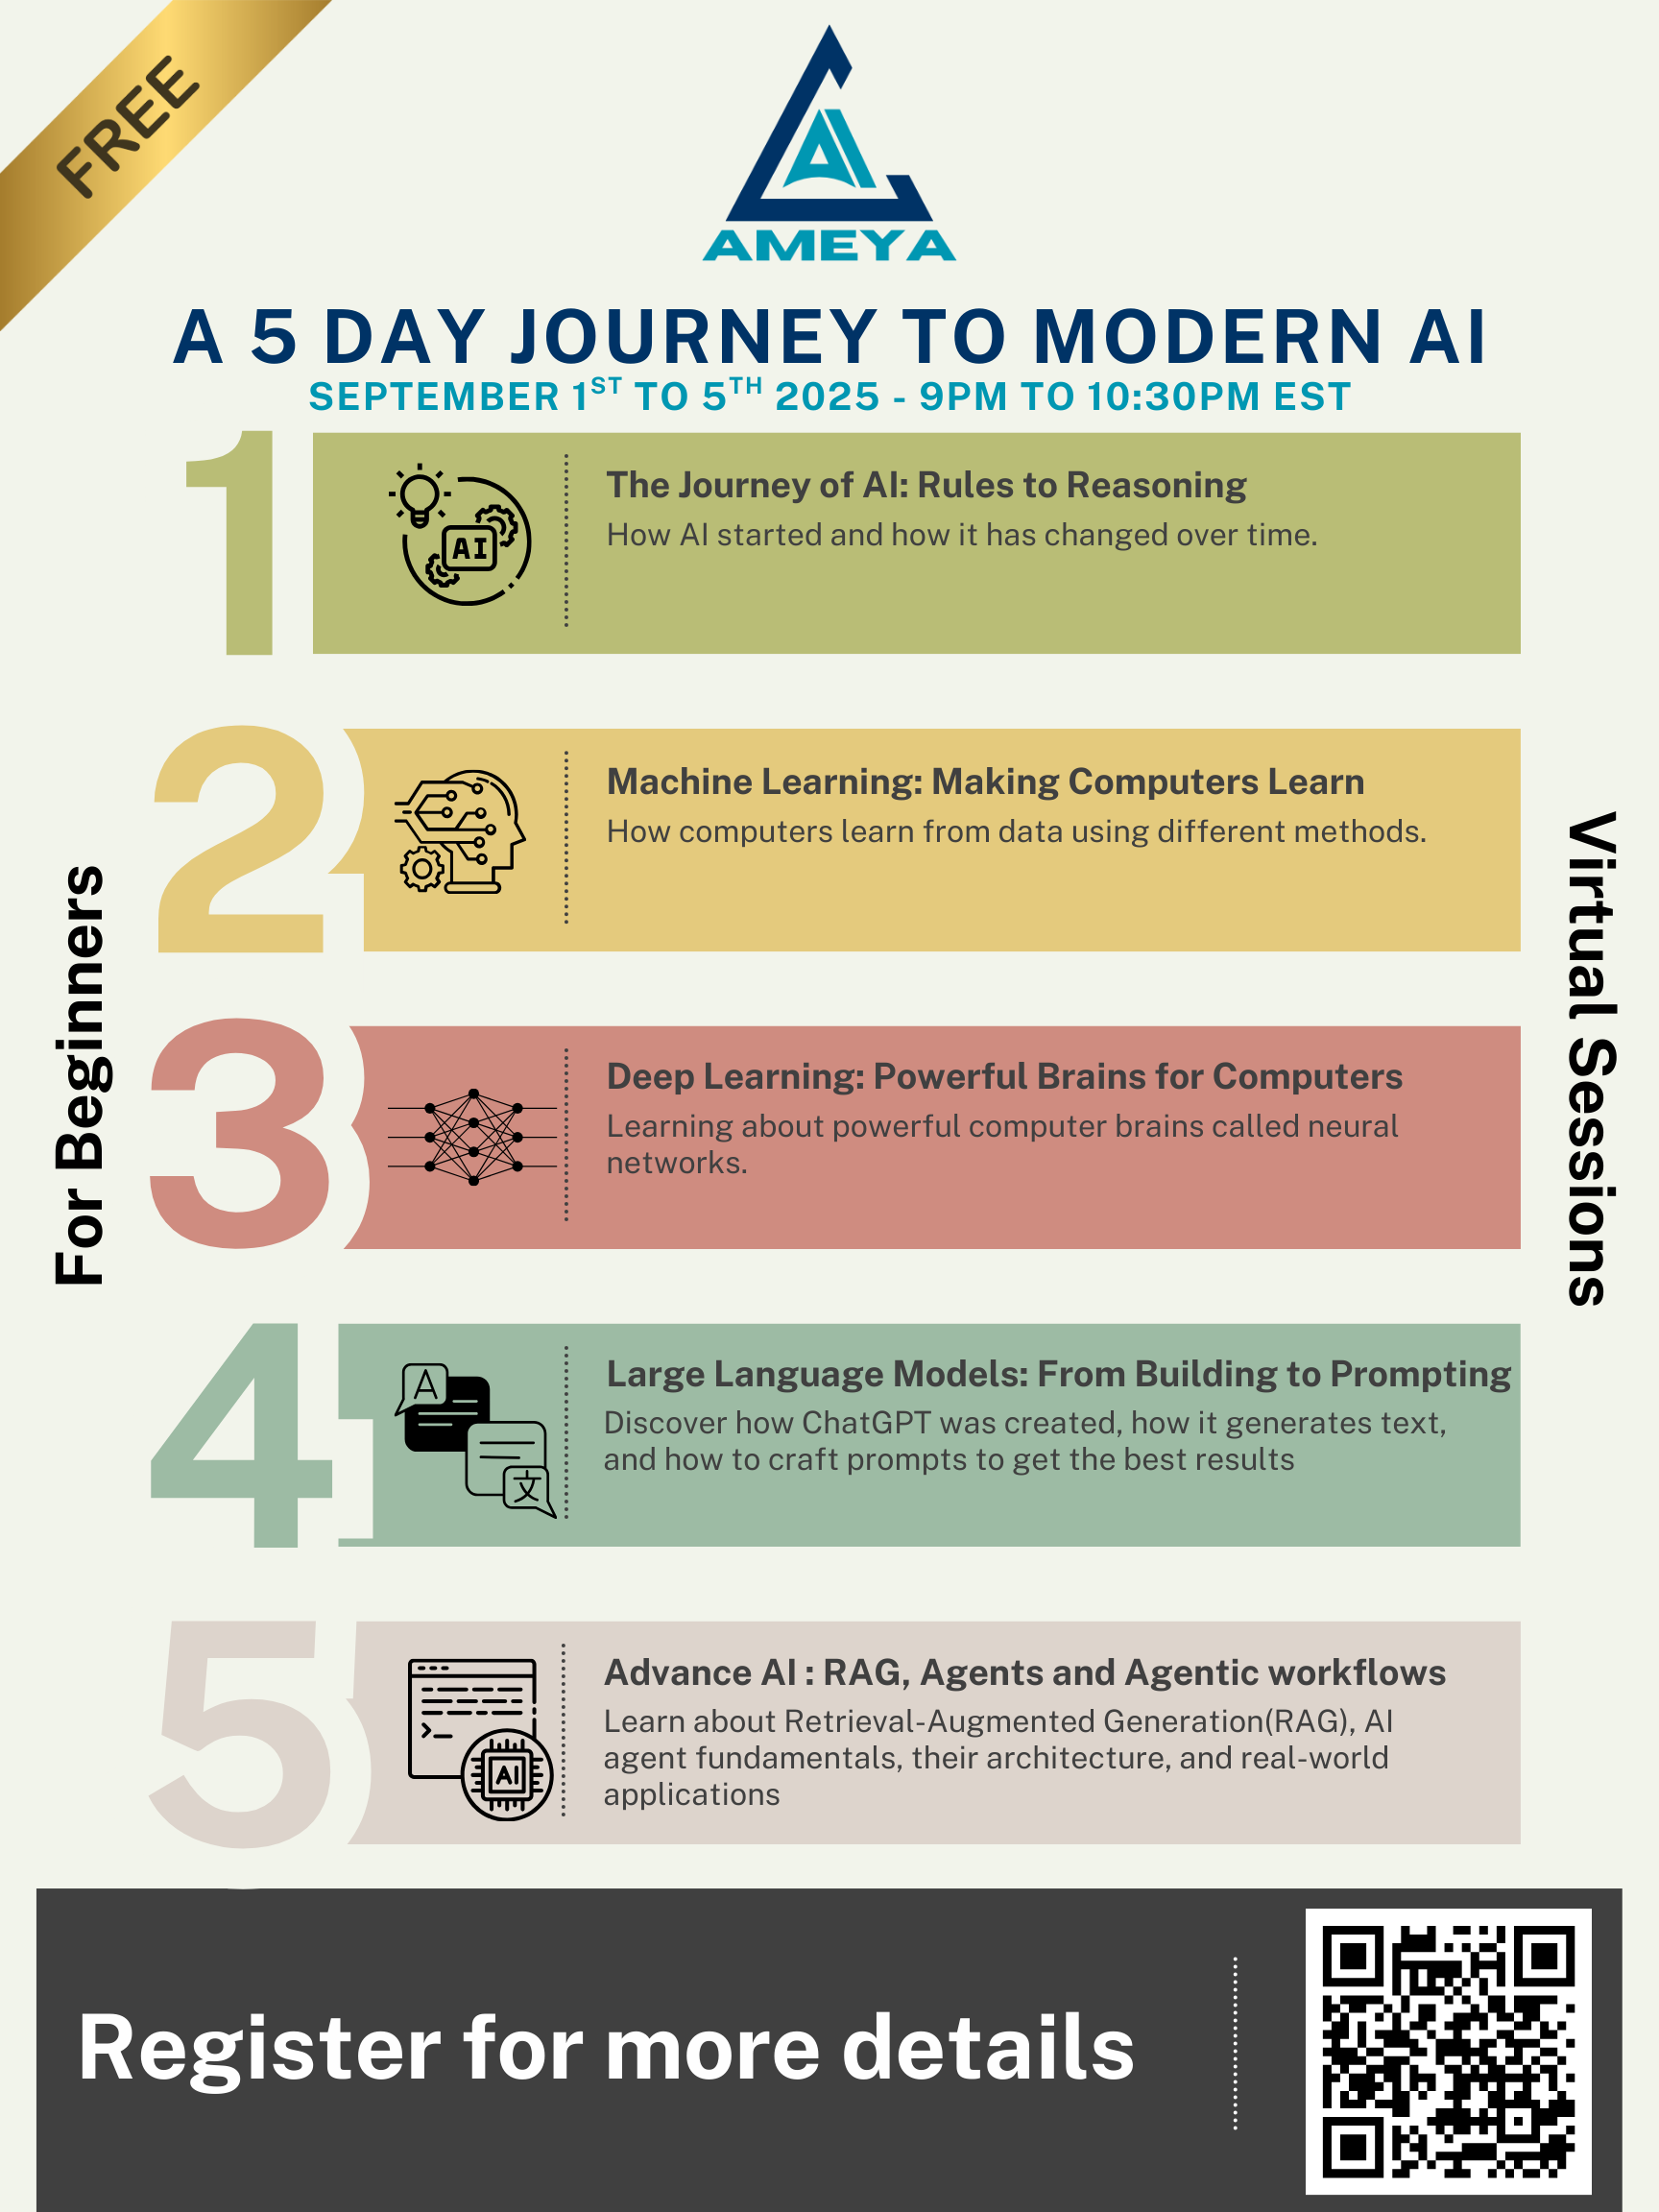 FREE
AMEYA
A 5 DAY JOURNEY TO MODERN AI
SEPTEMBER 1ST TO 5TH 2025 - 9PM TO 10:30PM EST
1
AI
The Journey of AI: Rules to Reasoning
How AI started and how it has changed over time.
2
Machine Learning: Making Computers Learn
How computers learn from data using different methods.
For Beginners
Virtual Sessions
3
Deep Learning: Powerful Brains for Computers
Learning about powerful computer brains called neural
networks.
4
A
文
Large Language Models: From Building to Prompting
Discover how ChatGPT was created, how it generates text,
and how to craft prompts to get the best results
5
AI
Advance AI : RAG, Agents and Agentic workflows
Learn about Retrieval-Augmented Generation(RAG), AI
agent fundamentals, their architecture, and real-world
applications
Register for more details